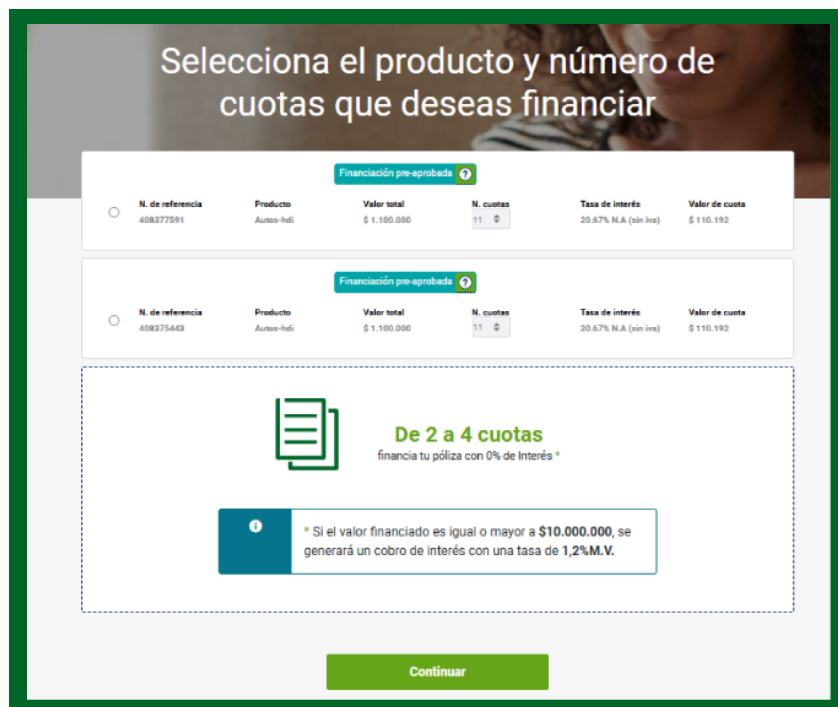 Selecciona el producto y número de
cuotas que deseas financiar
Financiación pre-aprobada ?
N. de referencia Producto Valor total N. cuotas Tasa de interés Valor de cuota
408377591 Autos-hdi $ 1.100.000 11 20.67% N.A (sin iva) $ 110.192
Financiación pre-aprobada ?
N. de referencia Producto Valor total N. cuotas Tasa de interés Valor de cuota
408375443 Autos-hdi $ 1.100.000 11 20.67% N.A (sin iva) $ 110.192
De 2 a 4 cuotas
financia tu póliza con 0% de Interés *
* Si el valor financiado es igual o mayor a $10.000.000, se
generará un cobro de interés con una tasa de 1,2%M.V.
Continuar